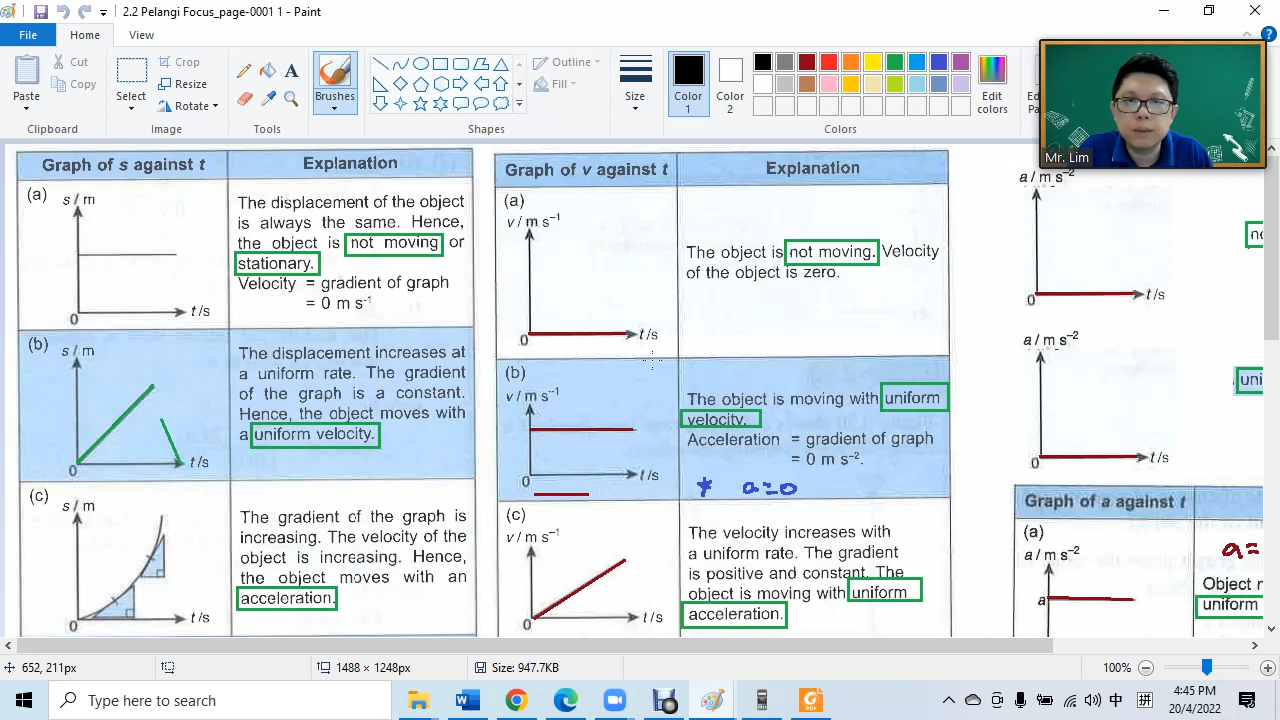 2.2 Pelangi Focus_page-0001 1 - Paint
File
Home
View
Paste
Cut
Copy
Clipboard
Select
Crop
Resize
Rotate
Image
Tools
Brushes
Shapes
Outline
Fill
Size
Color
1
Color
2
Edit
colors
Colors
Mr. Lim
Graph of s against t
Explanation
(a)
s / m
0
t / s
The displacement of the object
is always the same. Hence,
the object is not moving or
stationary.
Velocity = gradient of graph
= 0 m s-1
(b)
s / m
0
t / s
The displacement increases at
a uniform rate. The gradient
of the graph is a constant.
Hence, the object moves with
a uniform velocity.
(c)
s / m
0
t / s
The gradient of the graph is
increasing. The velocity of the
object is increasing. Hence,
the object moves with an
acceleration.
Graph of v against t
Explanation
(a)
v / m s⁻¹
0
t / s
The object is not moving. Velocity
of the object is zero.
(b)
v / m s⁻¹
0
t / s
The object is moving with uniform
velocity.
Acceleration = gradient of graph
= 0 m s⁻².
* a=0
(c)
v / m s⁻¹
0
t / s
The velocity increases with
a uniform rate. The gradient
is positive and constant. The
object is moving with uniform
acceleration.
a / m s⁻²
0
t / s
a / m s⁻²
0
t / s
Graph of a against t
(a)
a / m s⁻²
a
a=
uniform
652, 211px
1488 × 1248px
Size: 947.7KB
100%
Type here to search
中
拼
4:45 PM
20/4/2022